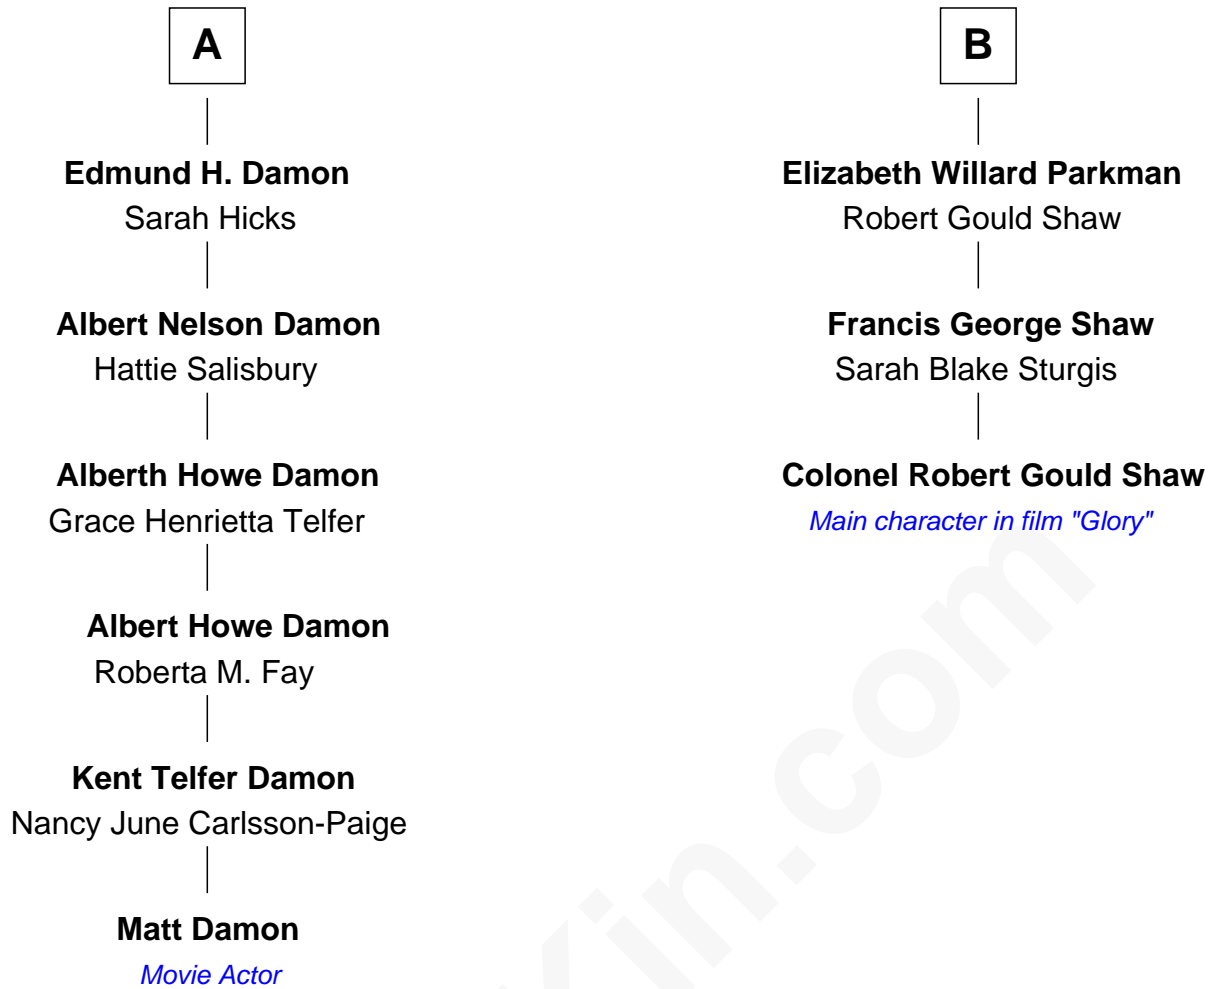 A
Edmund H. Damon
Sarah Hicks
Albert Nelson Damon
Hattie Salisbury
Alberth Howe Damon
Grace Henrietta Telfer
Albert Howe Damon
Roberta M. Fay
Kent Telfer Damon
Nancy June Carlsson-Paige
Matt Damon
Movie Actor
B
Elizabeth Willard Parkman
Robert Gould Shaw
Francis George Shaw
Sarah Blake Sturgis
Colonel Robert Gould Shaw
Main character in film "Glory"
Kin.com